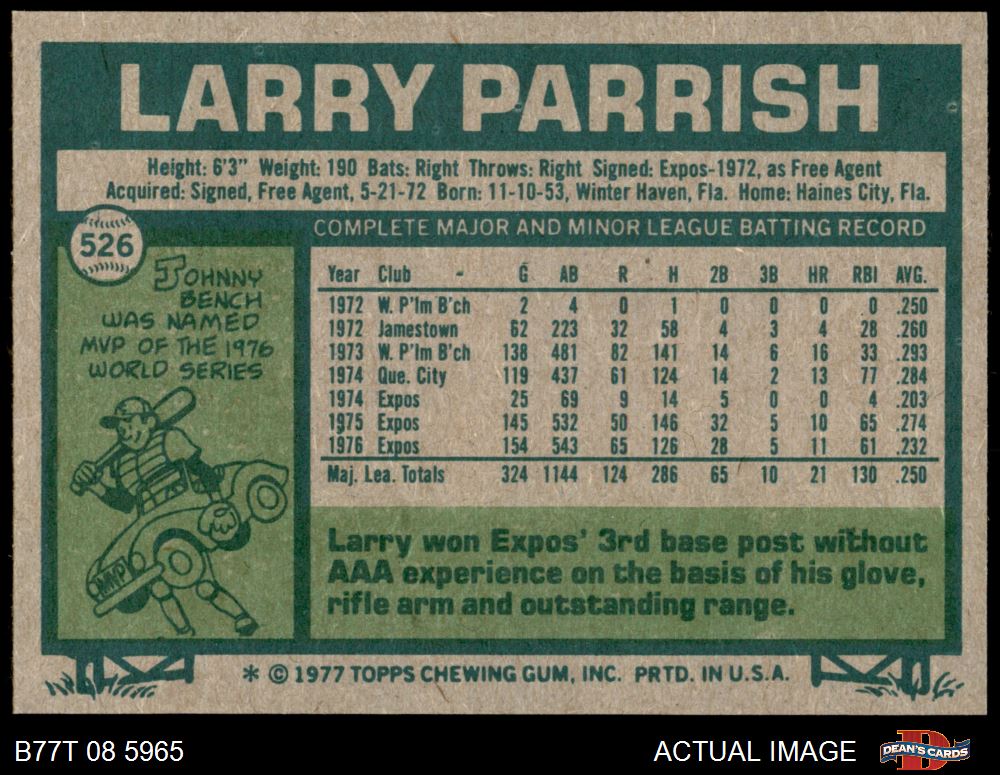 LARRY PARRISH
Height: 6'3" Weight: 190 Bats: Right Throws: Right Signed: Expos-1972, as Free Agent
Acquired: Signed, Free Agent, 5-21-72 Born: 11-10-53, Winter Haven, Fla. Home: Haines City, Fla.
526
JOHNNY
BENCH
WAS NAMED
MVP OF THE 1976
WORLD SERIES
MVP
COMPLETE MAJOR AND MINOR LEAGUE BATTING RECORD
Year Club - G AB R H 2B 3B HR RBI AVG.
1972 W. P'lm B'ch 2 4 0 1 0 0 0 0 .250
1972 Jamestown 62 223 32 58 4 3 4 28 .260
1973 W. P'lm B'ch 138 481 82 141 14 6 16 33 .293
1974 Que. City 119 437 61 124 14 2 13 77 .284
1974 Expos 25 69 9 14 5 0 0 4 .203
1975 Expos 145 532 50 146 32 5 10 65 .274
1976 Expos 154 543 65 126 28 5 11 61 .232
Maj. Lea. Totals 324 1144 124 286 65 10 21 130 .250
Larry won Expos' 3rd base post without
AAA experience on the basis of his glove,
rifle arm and outstanding range.
* © 1977 TOPPS CHEWING GUM, INC. PRTD. IN U.S.A.
B77T 08 5965
ACTUAL IMAGE
D
DEAN'S CARDS